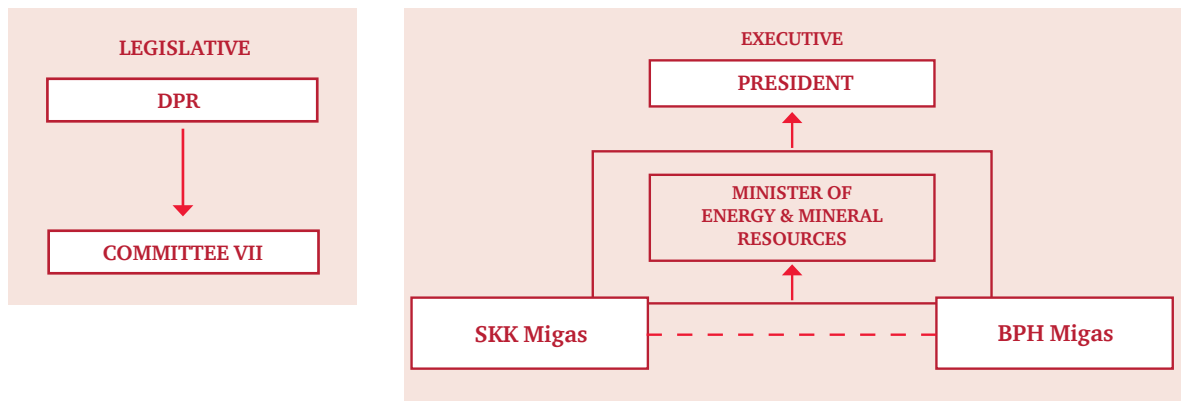 LEGISLATIVE
DPR
COMMITTEE VII
EXECUTIVE
PRESIDENT
MINISTER OF
ENERGY & MINERAL
RESOURCES
SKK Migas
BPH Migas